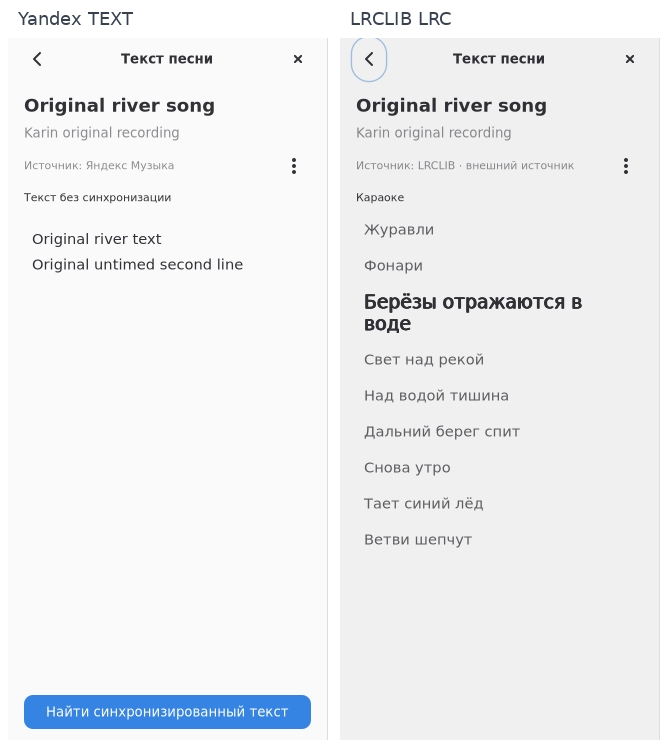 Yandex TEXT
Текст песни
Original river song
Karin original recording
Источник: Яндекс Музыка
Текст без синхронизации
Original river text
Original untimed second line
Найти синхронизированный текст
LRCLIB LRC
Текст песни
Original river song
Karin original recording
Источник: LRCLIB · внешний источник
Караоке
Журавли
Фонари
Берёзы отражаются в
воде
Свет над рекой
Над водой тишина
Дальний берег спит
Снова утро
Тает синий лёд
Ветви шепчут